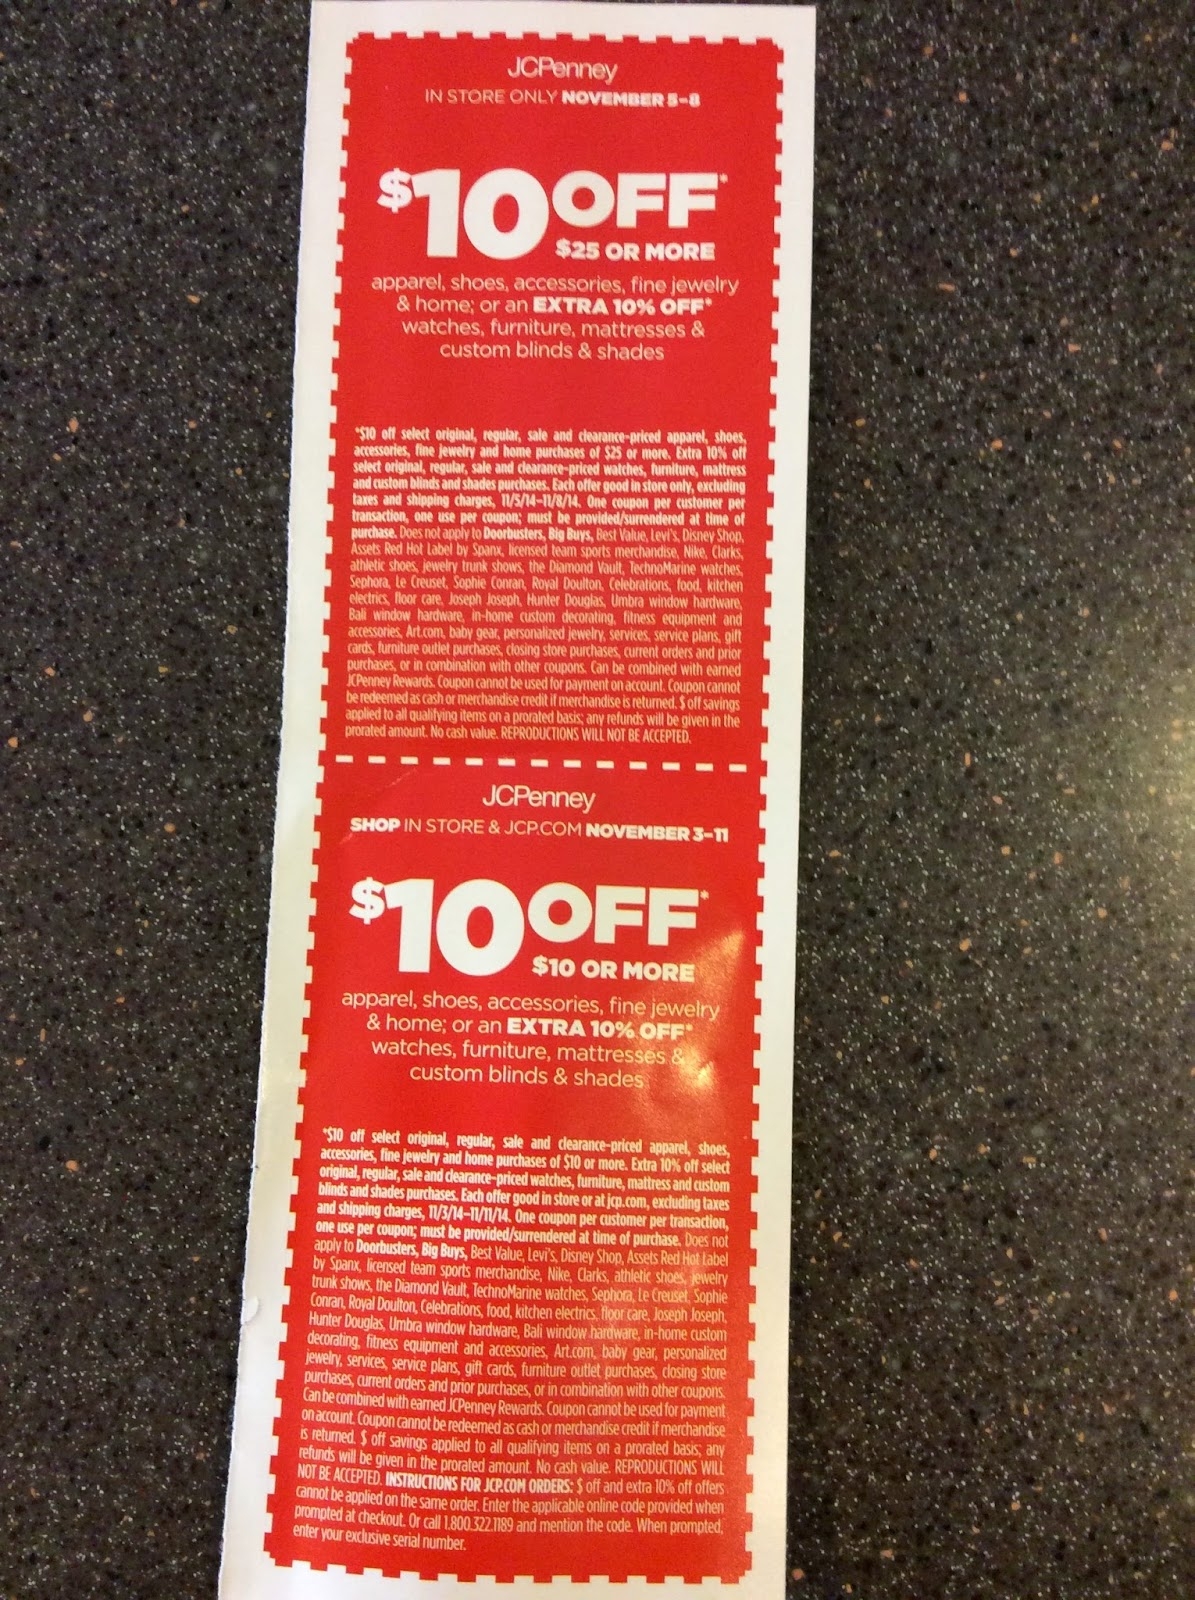 JCPenney
IN STORE ONLY NOVEMBER 5-8
$10 OFF*
$25 OR MORE
apparel, shoes, accessories, fine jewelry
& home; or an EXTRA 10% OFF*
watches, furniture, mattresses &
custom blinds & shades
*$10 off select original, regular, sale and clearance-priced apparel, shoes,
accessories, fine jewelry and home purchases of $25 or more. Extra 10% off
select original, regular, sale and clearance-priced watches, furniture, mattress
and custom blinds and shades purchases. Each offer good in store only, excluding
taxes and shipping charges, 11/5/14–11/8/14. One coupon per customer per
transaction, one use per coupon; must be provided/surrendered at time of
purchase. Does not apply to Doorbusters, Big Buys, Best Value, Levi's, Disney Shop,
Assets Red Hot Label by Spanx, licensed team sports merchandise, Nike, Clarks,
athletic shoes, jewelry trunk shows, the Diamond Vault, TechnoMarine watches,
Sephora, Le Creuset, Sophie Conran, Royal Doulton, Celebrations, food, kitchen
electrics, floor care, Joseph Joseph, Hunter Douglas, Umbra window hardware,
Bali window hardware, in-home custom decorating, fitness equipment and
accessories, Art.com, baby gear, personalized jewelry, services, service plans, gift
cards, furniture outlet purchases, closing store purchases, current orders and prior
purchases, or in combination with other coupons. Can be combined with earned
JCPenney Rewards. Coupon cannot be used for payment on account. Coupon cannot
be redeemed as cash or merchandise credit if merchandise is returned. $ off savings
applied to all qualifying items on a prorated basis; any refunds will be given in the
prorated amount. No cash value. REPRODUCTIONS WILL NOT BE ACCEPTED.
JCPenney
SHOP IN STORE & JCP.COM NOVEMBER 3-11
$10 OFF*
$10 OR MORE
apparel, shoes, accessories, fine jewelry
& home; or an EXTRA 10% OFF*
watches, furniture, mattresses &
custom blinds & shades
*$10 off select original, regular, sale and clearance-priced apparel, shoes,
accessories, fine jewelry and home purchases of $10 or more. Extra 10% off select
original, regular, sale and clearance-priced watches, furniture, mattress and custom
blinds and shades purchases. Each offer good in store or at jcp.com, excluding taxes
and shipping charges, 11/3/14–11/11/14. One coupon per customer per transaction,
one use per coupon; must be provided/surrendered at time of purchase. Does not
apply to Doorbusters, Big Buys, Best Value, Levi's, Disney Shop, Assets Red Hot Label
by Spanx, licensed team sports merchandise, Nike, Clarks, athletic shoes, jewelry
trunk shows, the Diamond Vault, TechnoMarine watches, Sephora, Le Creuset, Sophie
Conran, Royal Doulton, Celebrations, food, kitchen electrics, floor care, Joseph Joseph,
Hunter Douglas, Umbra window hardware, Bali window hardware, in-home custom
decorating, fitness equipment and accessories, Art.com, baby gear, personalized
jewelry, services, service plans, gift cards, furniture outlet purchases, closing store
purchases, current orders and prior purchases, or in combination with other coupons.
Can be combined with earned JCPenney Rewards. Coupon cannot be used for payment
on account. Coupon cannot be redeemed as cash or merchandise credit if merchandise
is returned. $ off savings applied to all qualifying items on a prorated basis; any
refunds will be given in the prorated amount. No cash value. REPRODUCTIONS WILL
NOT BE ACCEPTED. INSTRUCTIONS FOR JCP.COM ORDERS: $ off and extra 10% off offers
cannot be applied on the same order. Enter the applicable online code provided when
prompted at checkout. Or call 1.800.322.1189 and mention the code. When prompted,
enter your exclusive serial number.